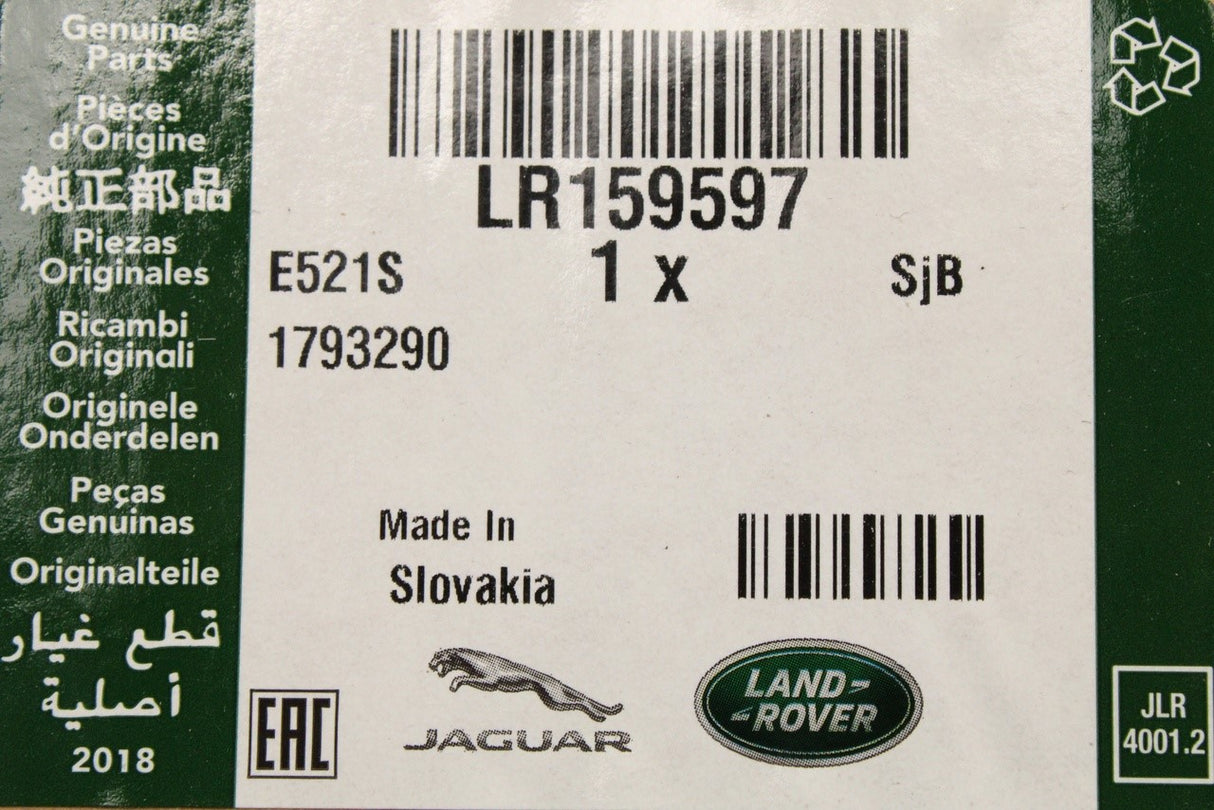 Genuine
Parts
Pièces
d'Origine
純正部品
Piezas
Originales
Ricambi
Originali
Originele
Onderdelen
Peças
Genuinas
Originalteile
قطع غيار
أصلية
2018
LR159597
E521S
1 x
SjB
1793290
Made In
Slovakia
EAC
JAGUAR
LAND
ROVER
JLR
4001.2